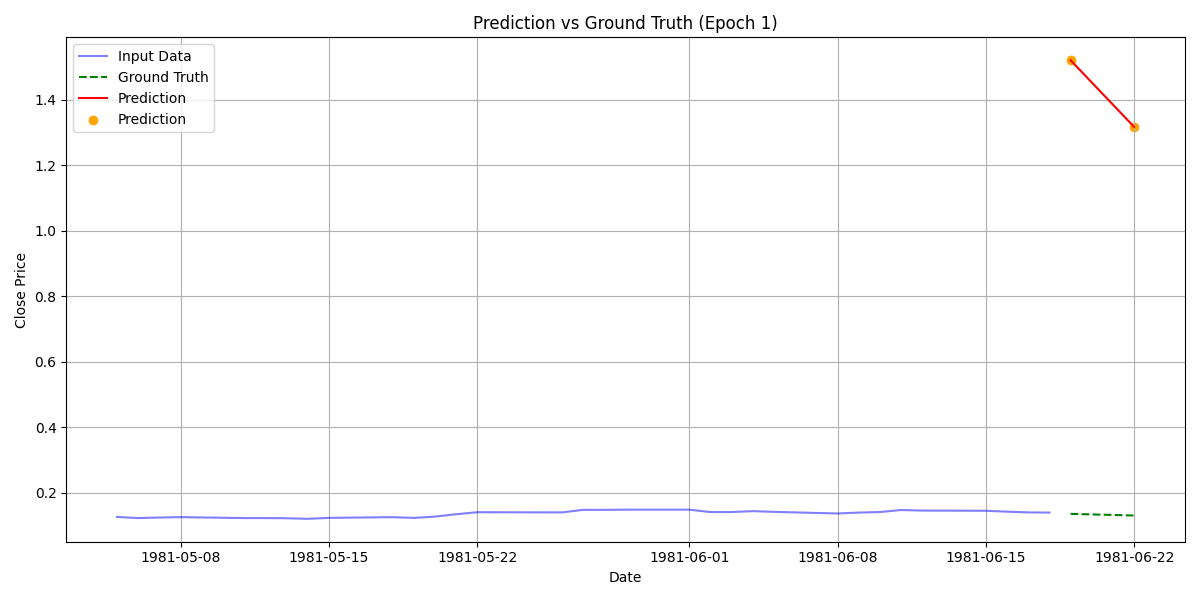 Prediction vs Ground Truth (Epoch 1)
Input Data
Ground Truth
Prediction
Prediction
Close Price
1.4
1.2
1.0
0.8
0.6
0.4
0.2
1981-05-08
1981-05-15
1981-05-22
1981-06-01
1981-06-08
1981-06-15
1981-06-22
Date